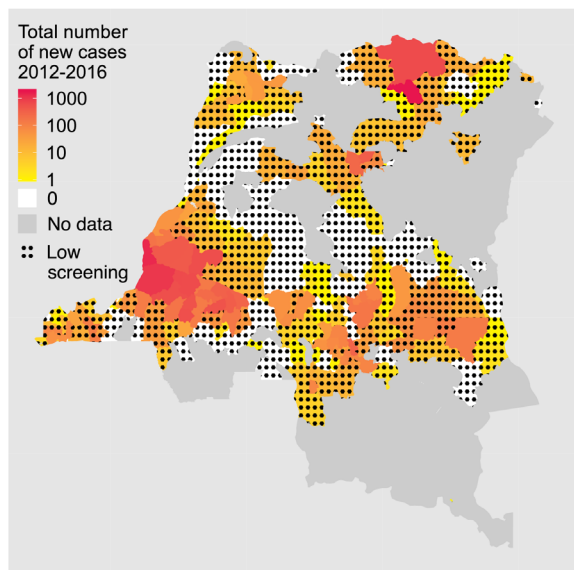 Total number
of new cases
2012-2016
1000
100
10
1
0
No data
Low
screening